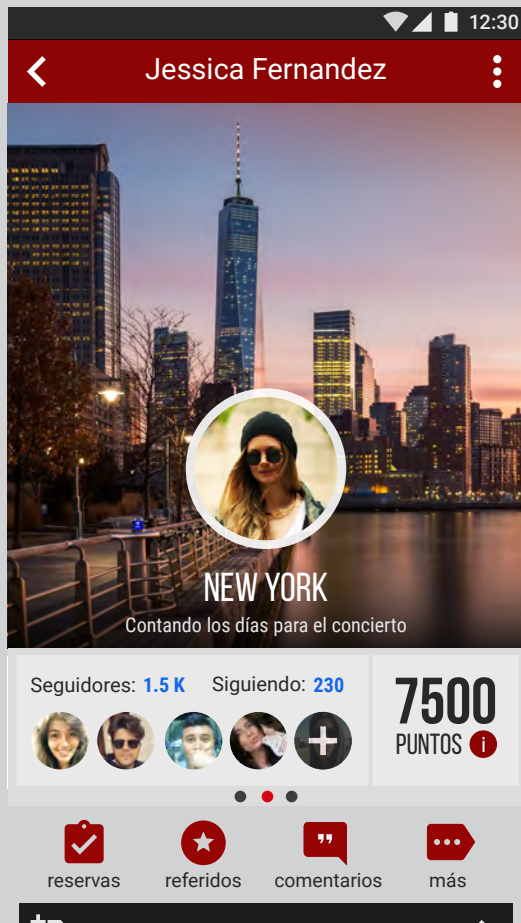 12:30
Jessica Fernandez
NEW YORK
Contando los días para el concierto
Seguidores: 1.5 K Siguiendo: 230
7500
PUNTOS i
reservas referidos comentarios más